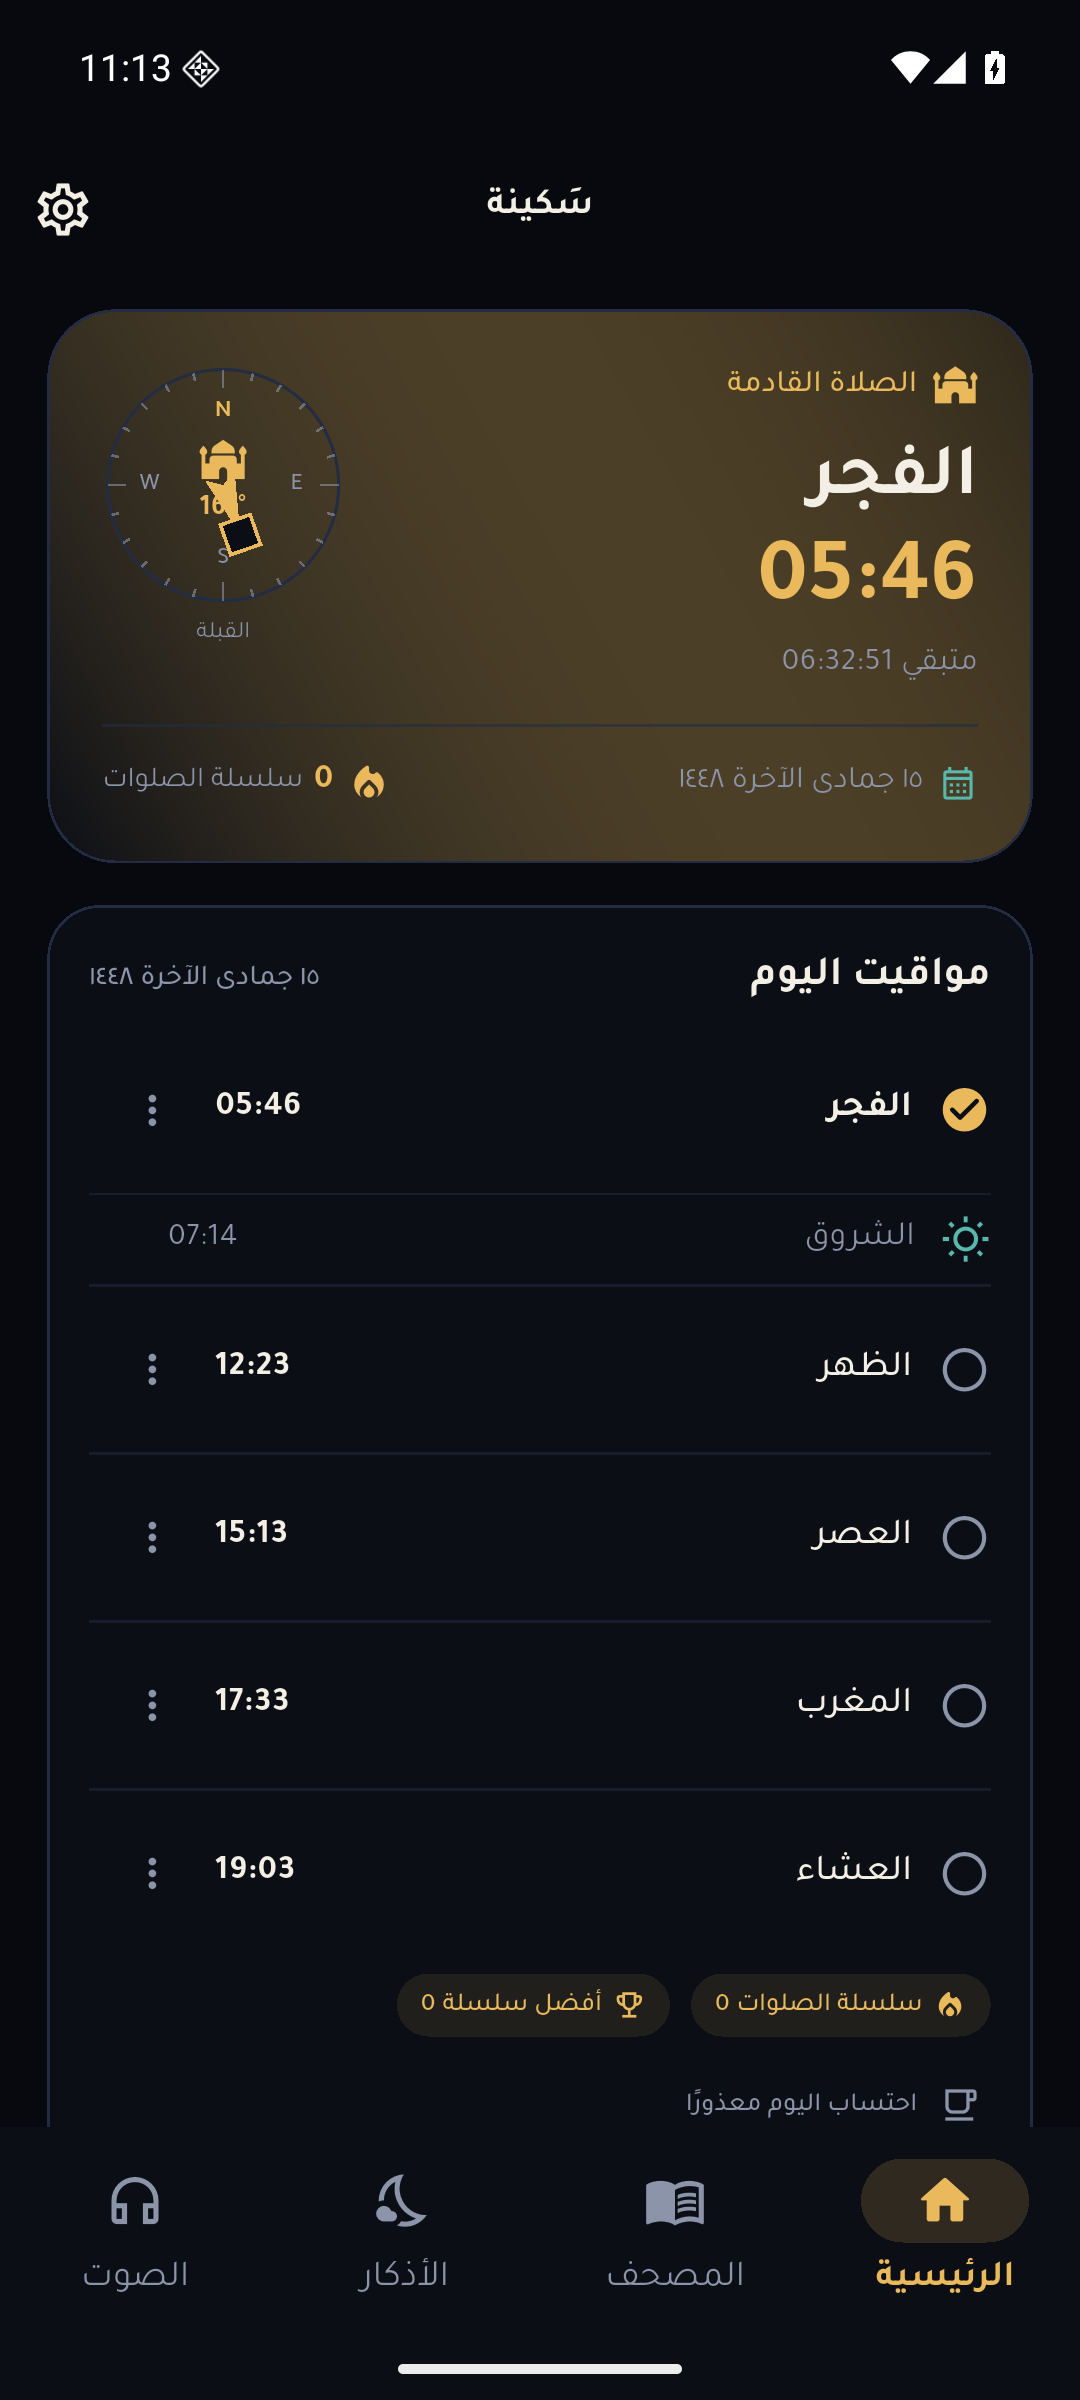 11:13
سَكينة
الصلاة القادمة
الفجر
05:46
متبقي 06:32:51
N
W
E
S
القبلة
١٥ جمادى الآخرة ١٤٤٨
0 سلسلة الصلوات
مواقيت اليوم
١٥ جمادى الآخرة ١٤٤٨
الفجر 05:46
الشروق 07:14
الظهر 12:23
العصر 15:13
المغرب 17:33
العشاء 19:03
سلسلة الصلوات 0
أفضل سلسلة 0
احتساب اليوم معذورًا
الرئيسية
المصحف
الأذكار
الصوت